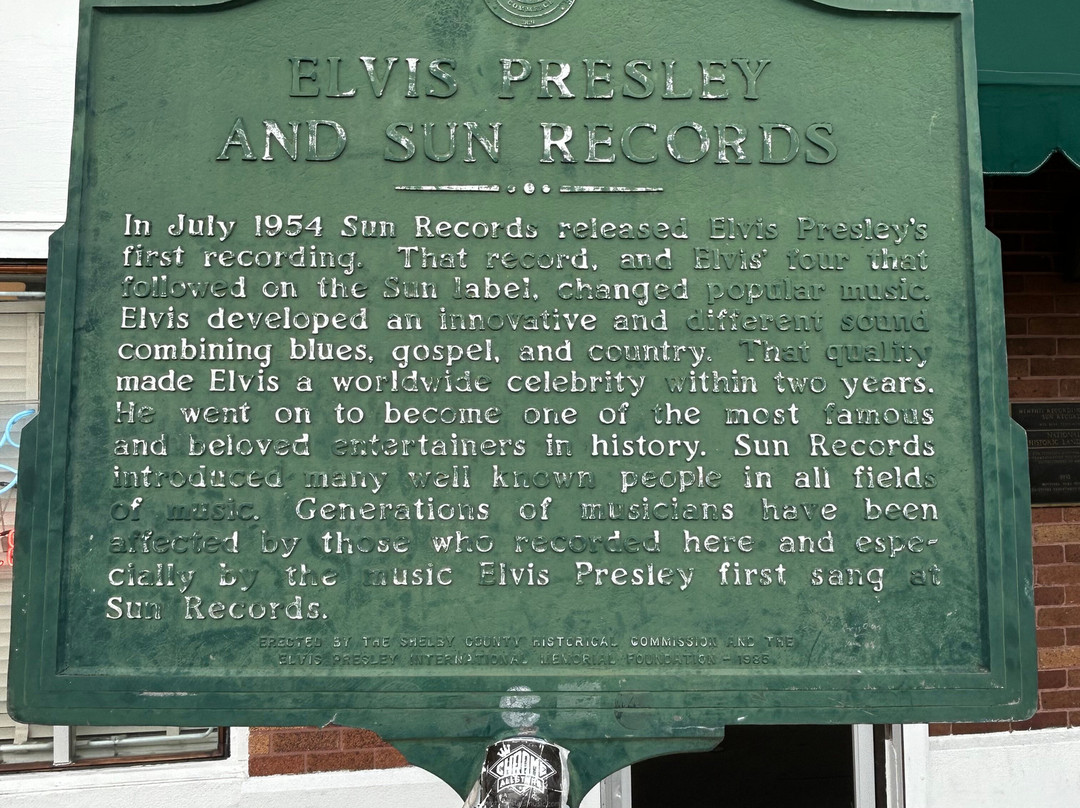 ELVIS PRESLEY
AND SUN RECORDS
In July 1954 Sun Records released Elvis Presley's
first recording. That record, and Elvis' four that
followed on the Sun label, changed popular music.
Elvis developed an innovative and different sound
combining blues, gospel, and country. That quality
made Elvis a worldwide celebrity within two years.
He went on to become one of the most famous
and beloved entertainers in history. Sun Records
introduced many well known people in all fields
of music. Generations of musicians have been
affected by those who recorded here and espe-
cially by the music Elvis Presley first sang at
Sun Records.
ERECTED BY THE SHELBY COUNTY HISTORICAL COMMISSION AND THE
ELVIS PRESLEY INTERNATIONAL MEMORIAL FOUNDATION - 1986
CHROME